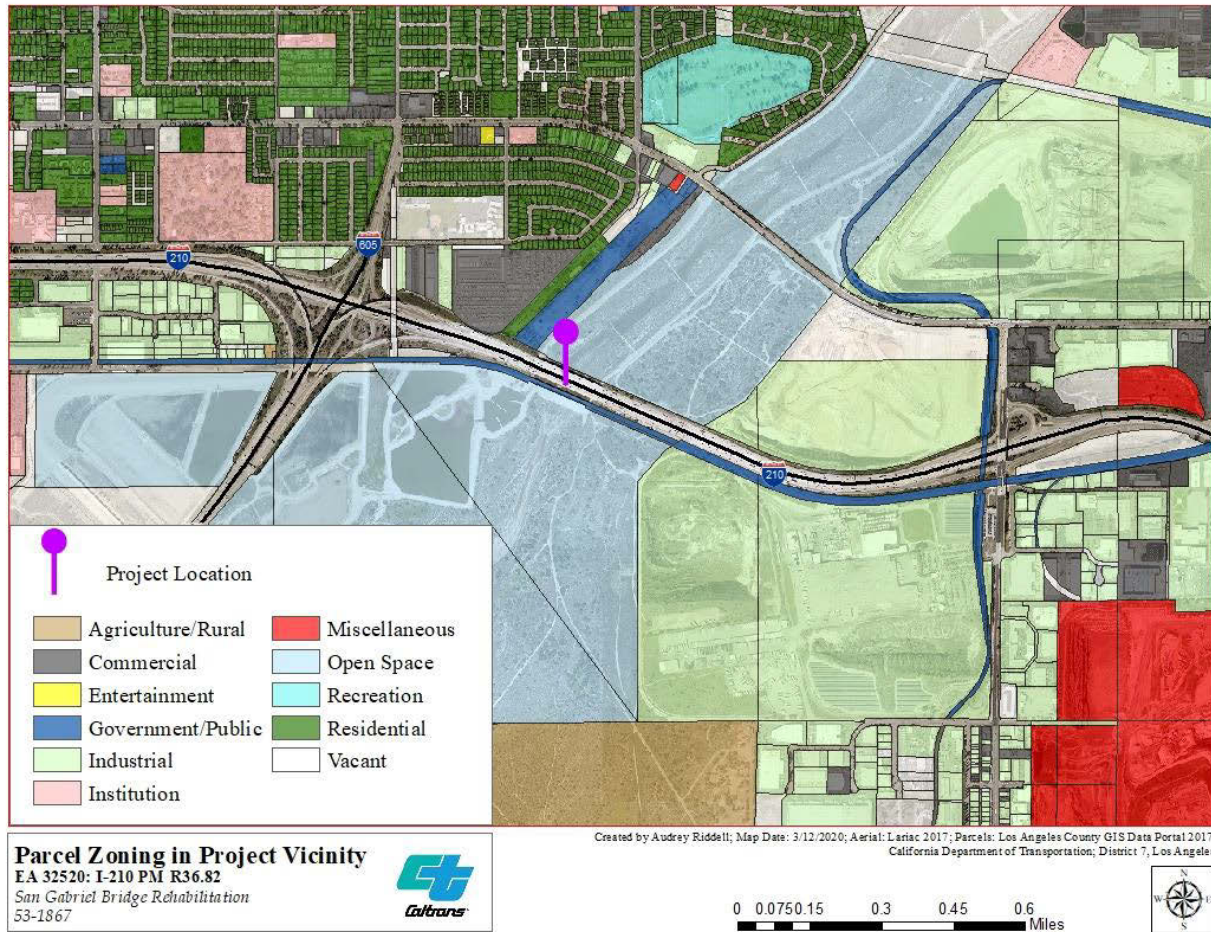 210
605
210
Project Location
Agriculture/Rural
Commercial
Entertainment
Government/Public
Industrial
Institution
Miscellaneous
Open Space
Recreation
Residential
Vacant
Parcel Zoning in Project Vicinity
EA 32520: I-210 PM R36.82
San Gabriel Bridge Rehabilitation
53-1867
Caltrans
Created by Audrey Riddell; Map Date: 3/12/2020; Aerial: Lariac 2017; Parcels: Los Angeles County GIS Data Portal 2017
California Department of Transportation; District 7, Los Angeles
0 0.075 0.15 0.3 0.45 0.6
Miles
N
W E
S